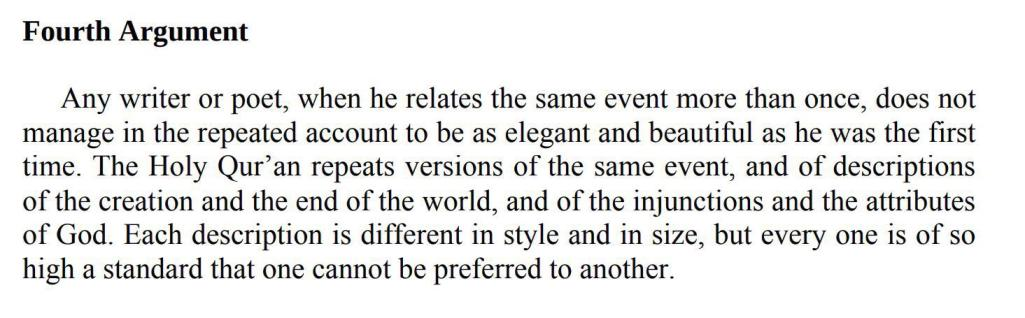 Fourth Argument
Any writer or poet, when he relates the same event more than once, does not
manage in the repeated account to be as elegant and beautiful as he was the first
time. The Holy Qur’an repeats versions of the same event, and of descriptions
of the creation and the end of the world, and of the injunctions and the attributes
of God. Each description is different in style and in size, but every one is of so
high a standard that one cannot be preferred to another.